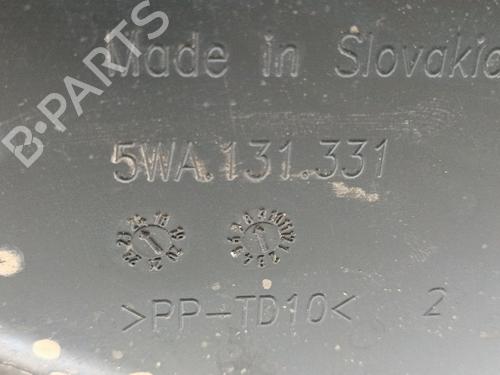 Made in Slovakia
B-PARTS
5WA.131.331
>PP-TD10< 2